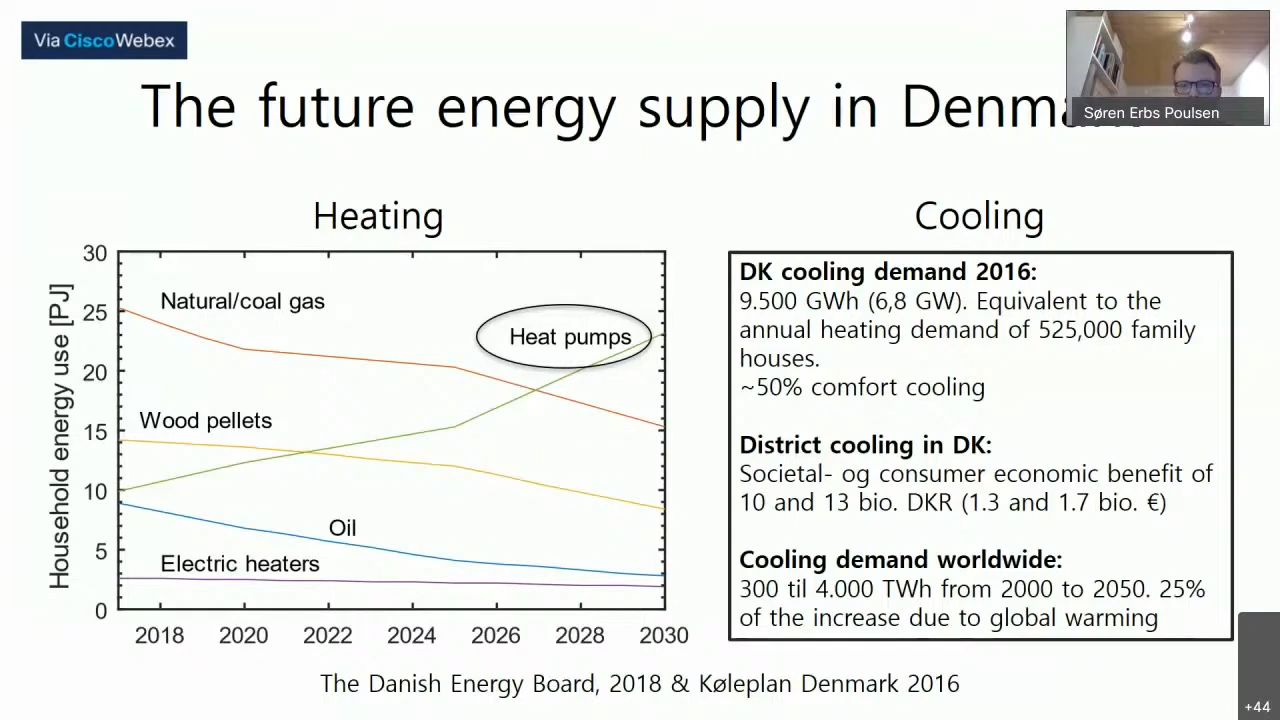 Via Cisco Webex
Søren Erbs Poulsen
The future energy supply in
Heating
Cooling
Household energy use [PJ]
30
25
20
15
10
5
0
Natural/coal gas
Heat pumps
Wood pellets
Oil
Electric heaters
2018 2020 2022 2024 2026 2028 2030
DK cooling demand 2016:
9.500 GWh (6,8 GW). Equivalent to the
annual heating demand of 525,000 family
houses.
~50% comfort cooling
District cooling in DK:
Societal- og consumer economic benefit of
10 and 13 bio. DKR (1.3 and 1.7 bio. €)
Cooling demand worldwide:
300 til 4.000 TWh from 2000 to 2050. 25%
of the increase due to global warming
The Danish Energy Board, 2018 & Køleplan Denmark 2016
+44